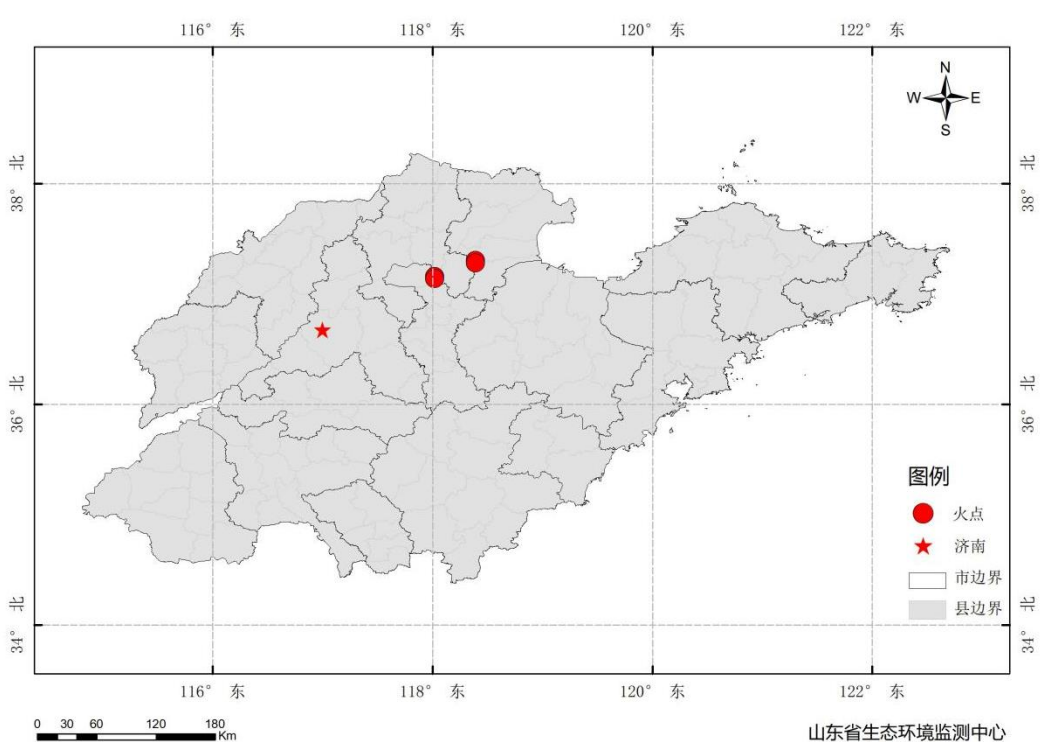 116° 东
118° 东
120° 东
122° 东
N
W
E
S
38° 北
38° 北
36° 北
36° 北
图例
火点
济南
市边界
县边界
34° 北
34° 北
116° 东
118° 东
120° 东
122° 东
0 30 60 120 180
Km
山东省生态环境监测中心